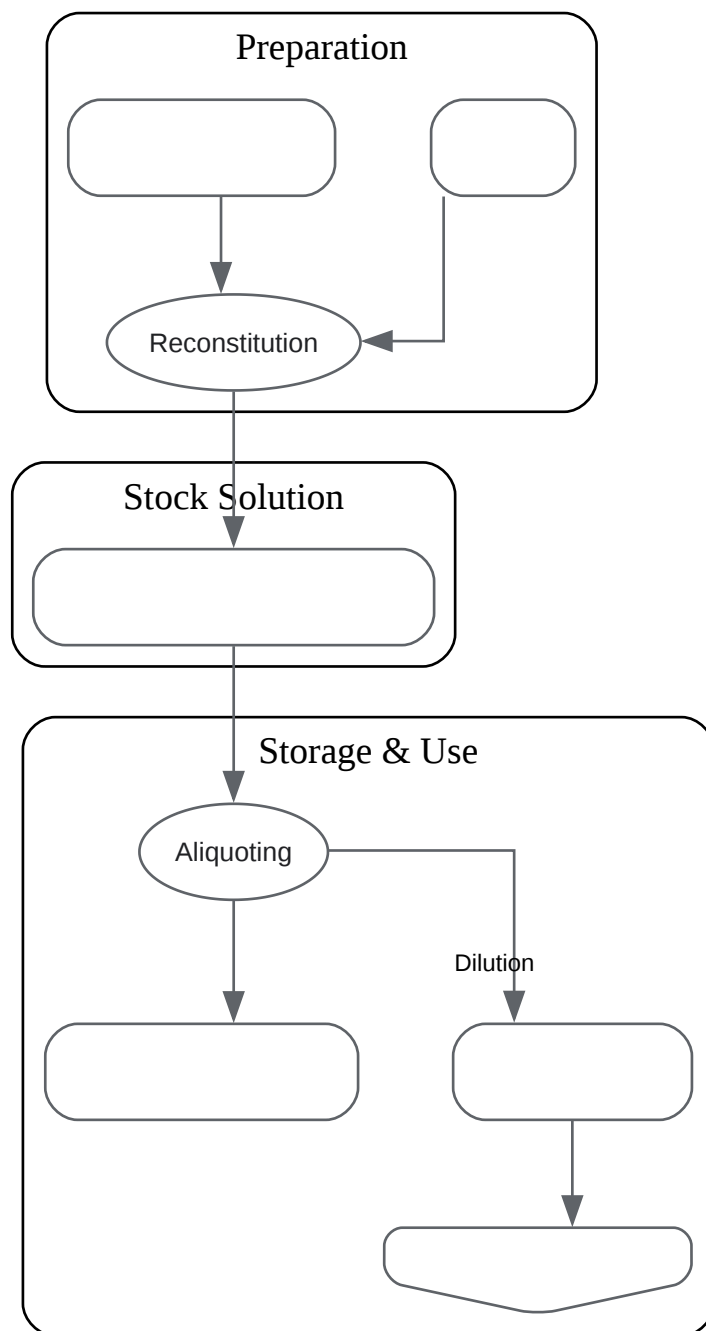 Preparation
Reconstitution
Stock Solution
Storage & Use
Aliquoting
Dilution